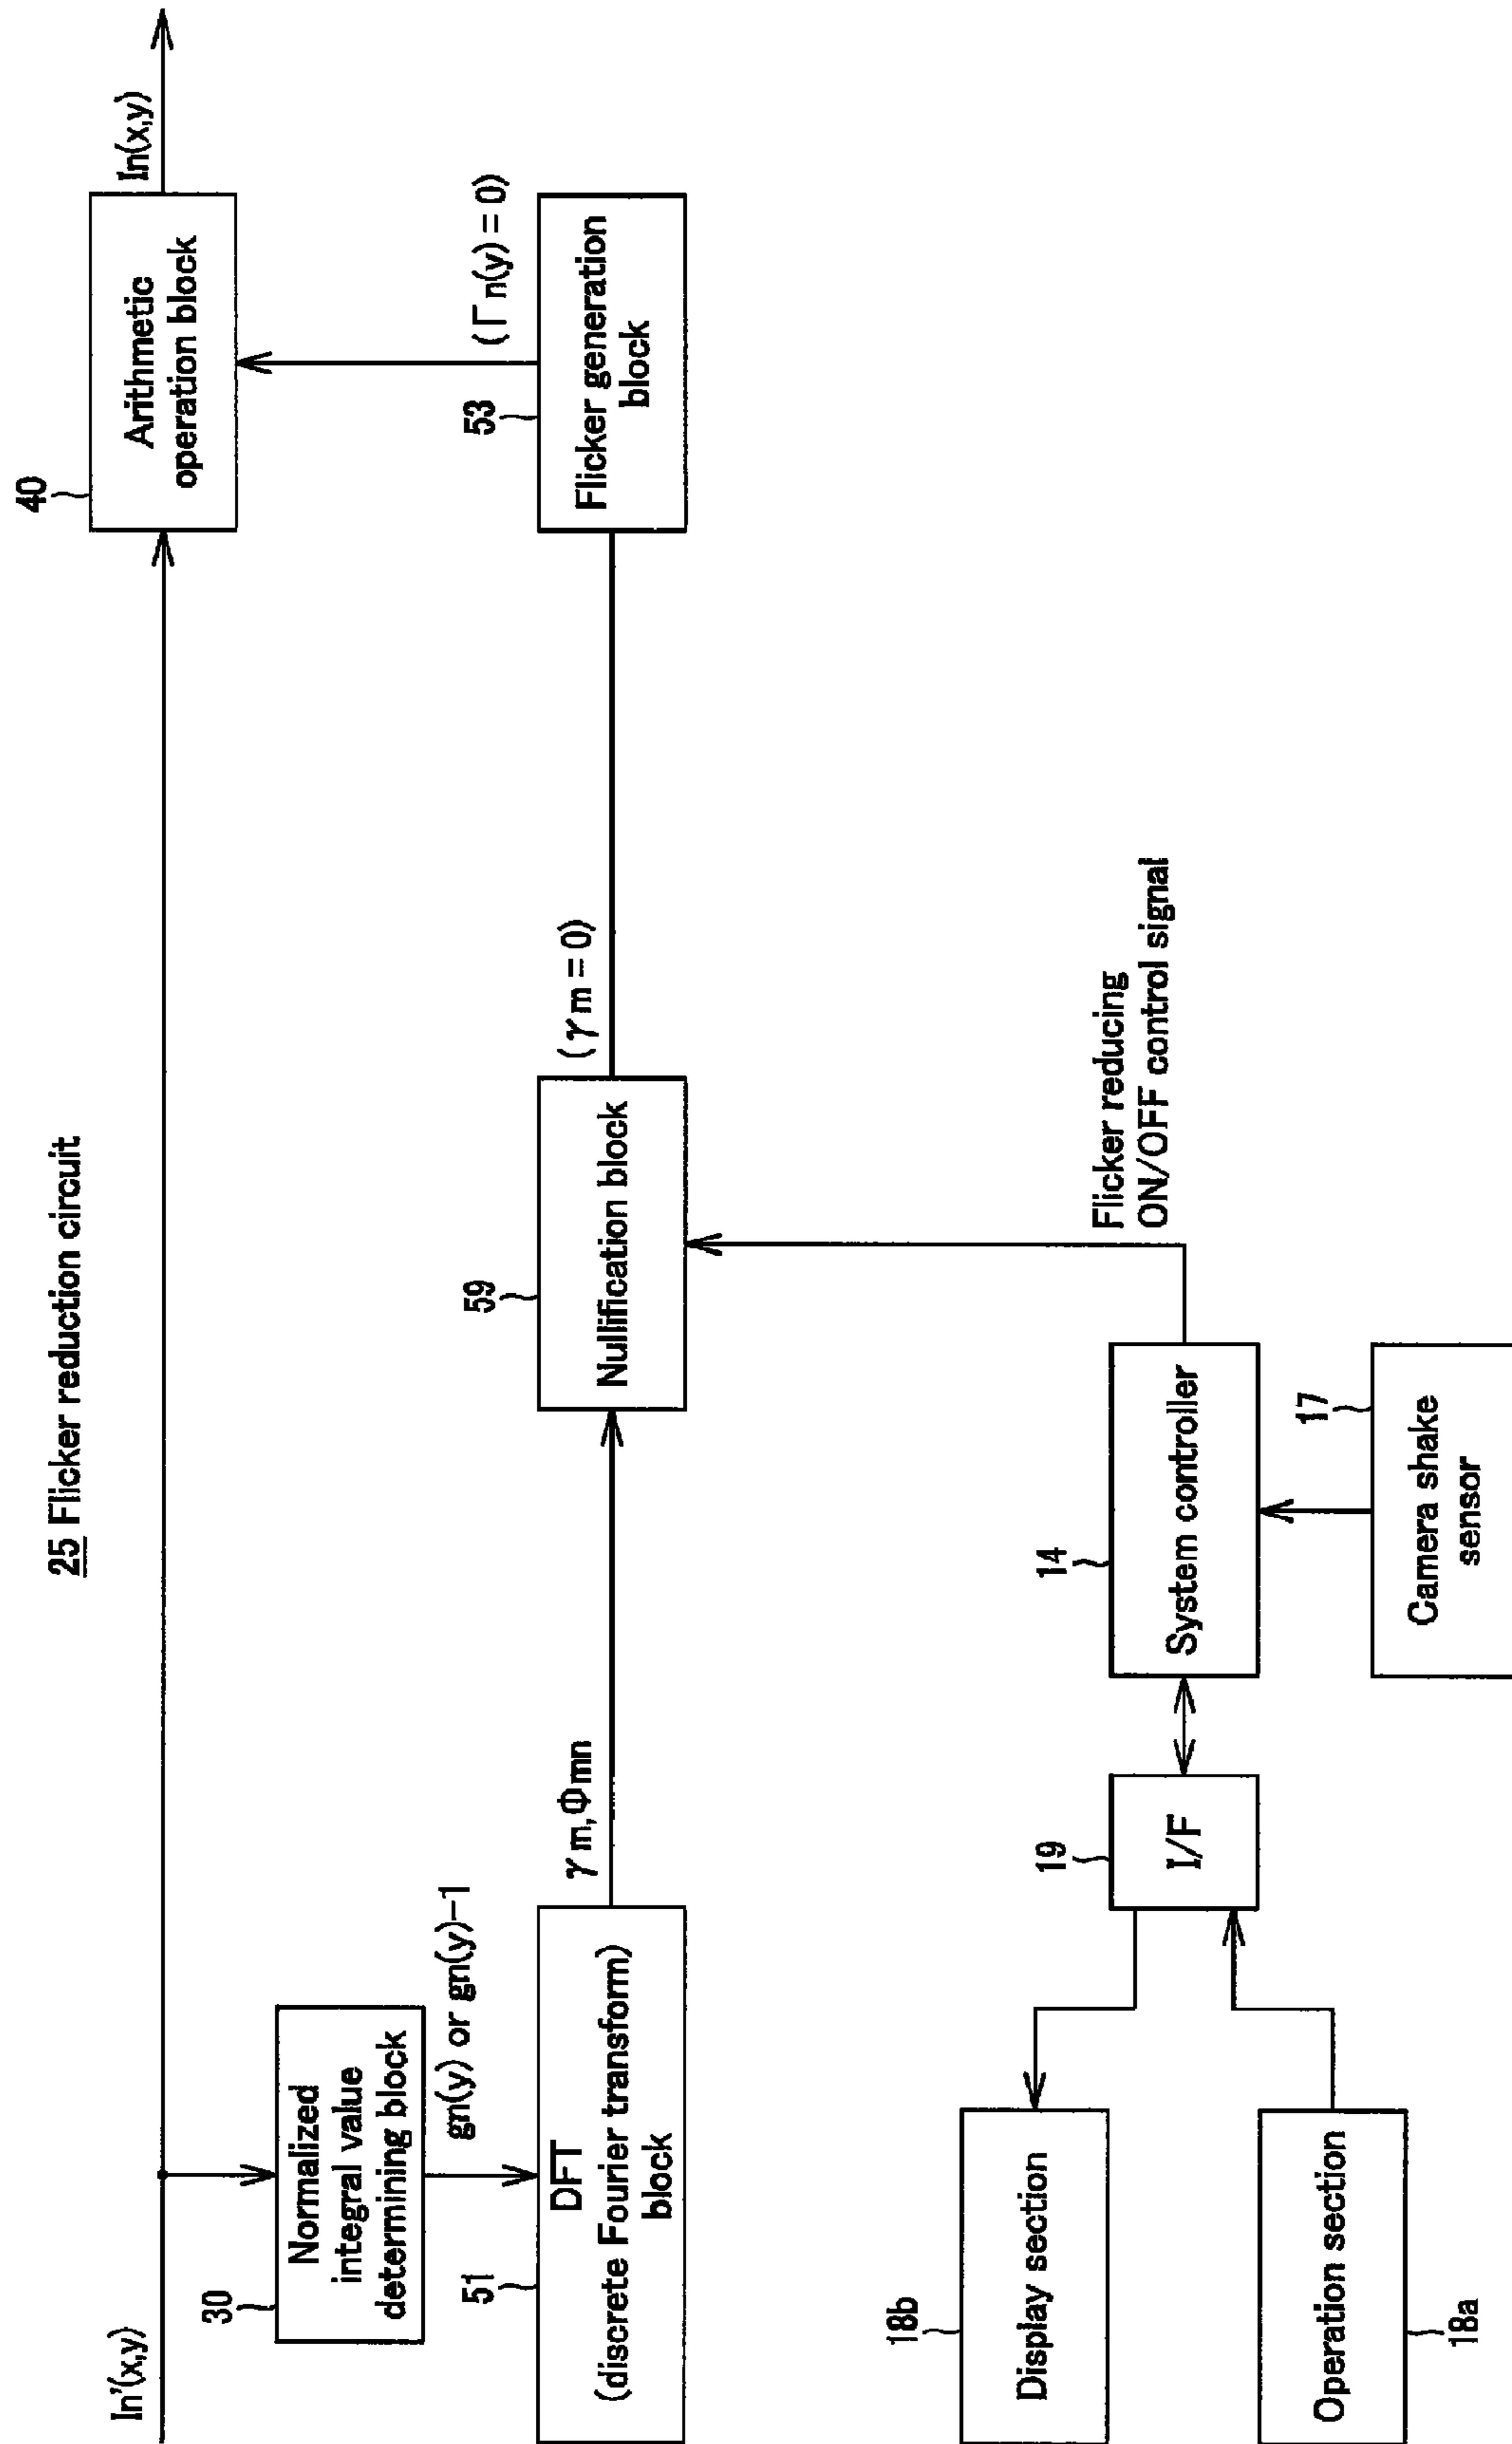 25 Flicker reduction circuit
In'(x,y)
40
Arithmetic
operation block
In(x,y)
30
Normalized
integral value
determining block
gn(y) or gn(y)-1
51
DFT
(discrete Fourier transform)
block
γm, Φmn
59
Nullification block
(γm = 0)
53
Flicker generation
block
(Γn(y) = 0)
Flicker reducing
ON/OFF control signal
18b
Display section
Operation section
18a
19
I/F
14
System controller
17
Camera shake
sensor